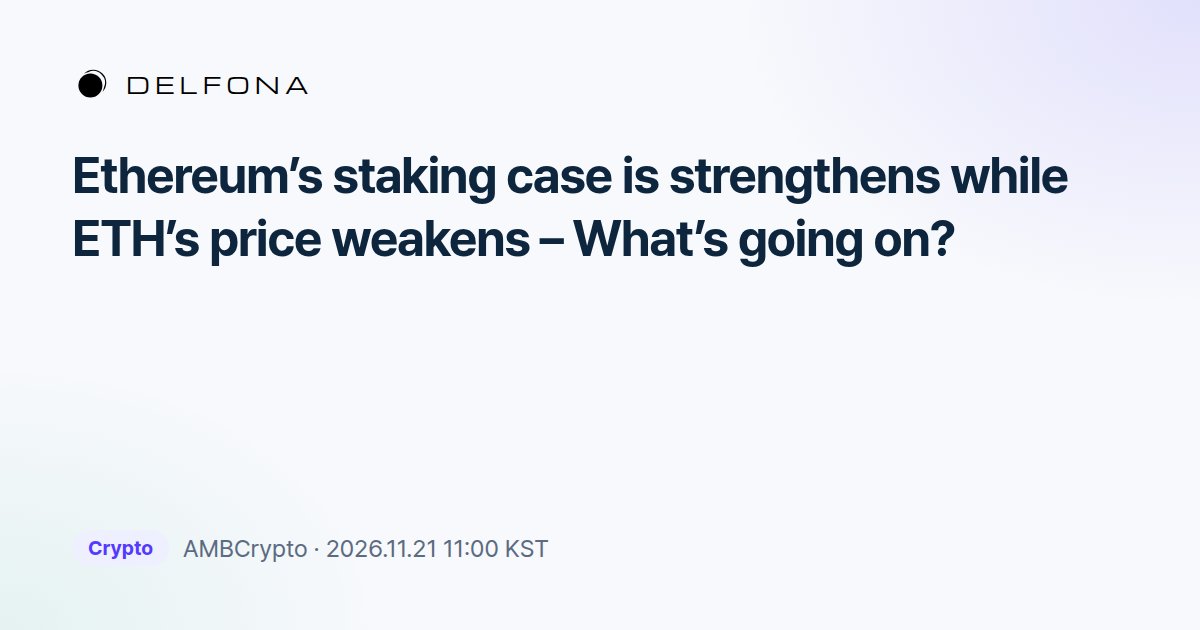 DELFONA
Ethereum’s staking case is strengthens while
ETH’s price weakens – What’s going on?
Crypto AMBCrypto · 2026.11.21 11:00 KST